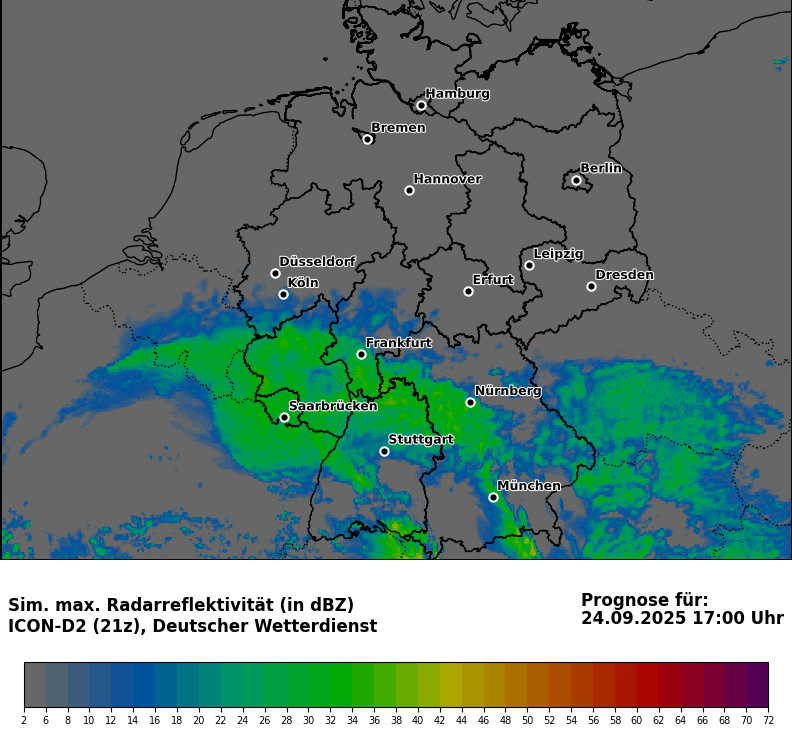 Hamburg
Bremen
Berlin
Hannover
Leipzig
Düsseldorf
Dresden
Köln
Erfurt
Frankfurt
Nürnberg
Saarbrücken
Stuttgart
München
Sim. max. Radarreflektivität (in dBZ)
ICON-D2 (21z), Deutscher Wetterdienst
Prognose für:
24.09.2025 17:00 Uhr
2 6 8 10 12 14 16 18 20 22 24 26 28 30 32 34 36 38 40 42 44 46 48 50 52 54 56 58 60 62 64 66 68 70 72